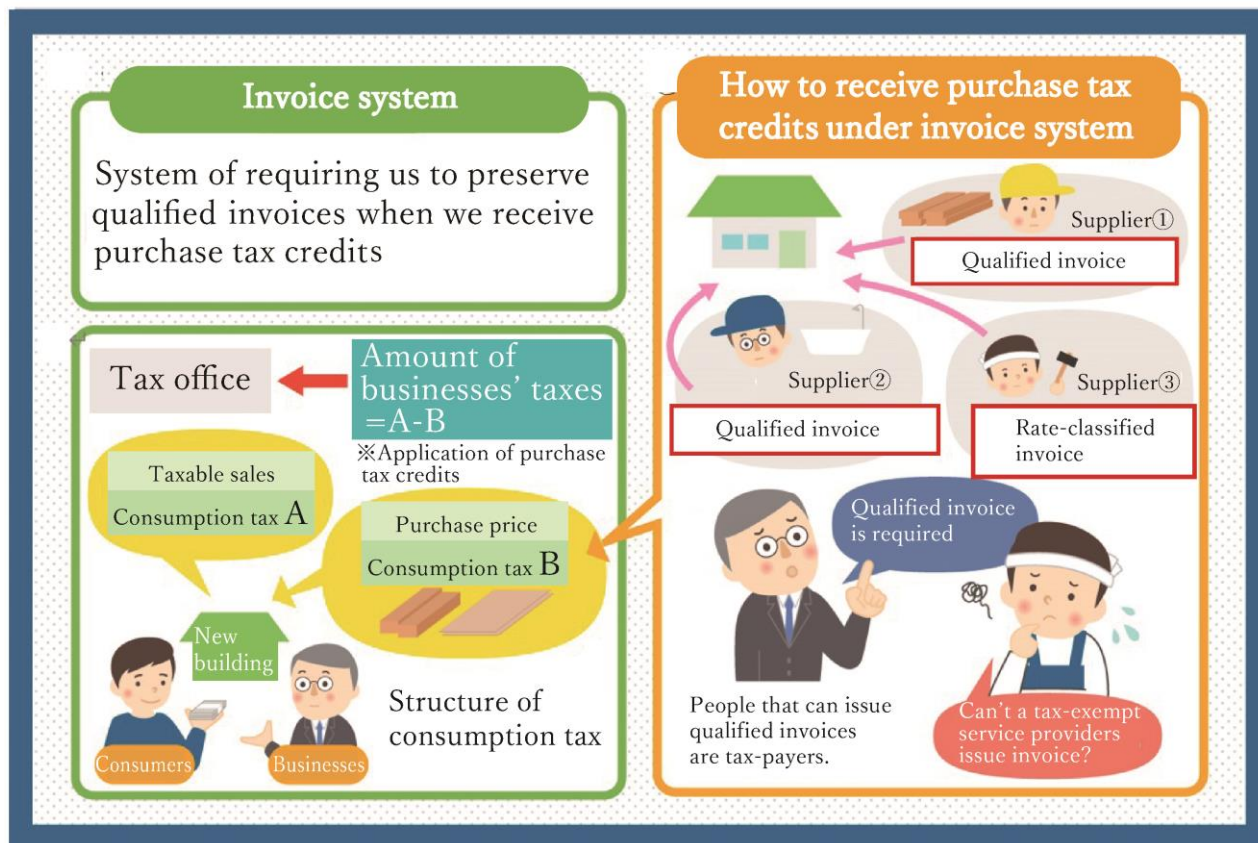 Invoice system
System of requiring us to preserve
qualified invoices when we receive
purchase tax credits
Tax office
Amount of
businesses' taxes
=A-B
※Application of purchase
tax credits
Taxable sales
Consumption tax A
Purchase price
Consumption tax B
New
building
Consumers
Businesses
Structure of
consumption tax
How to receive purchase tax
credits under invoice system
Supplier①
Qualified invoice
Supplier②
Qualified invoice
Supplier③
Rate-classified
invoice
Qualified invoice
is required
People that can issue
qualified invoices
are tax-payers.
Can't a tax-exempt
service providers
issue invoice?